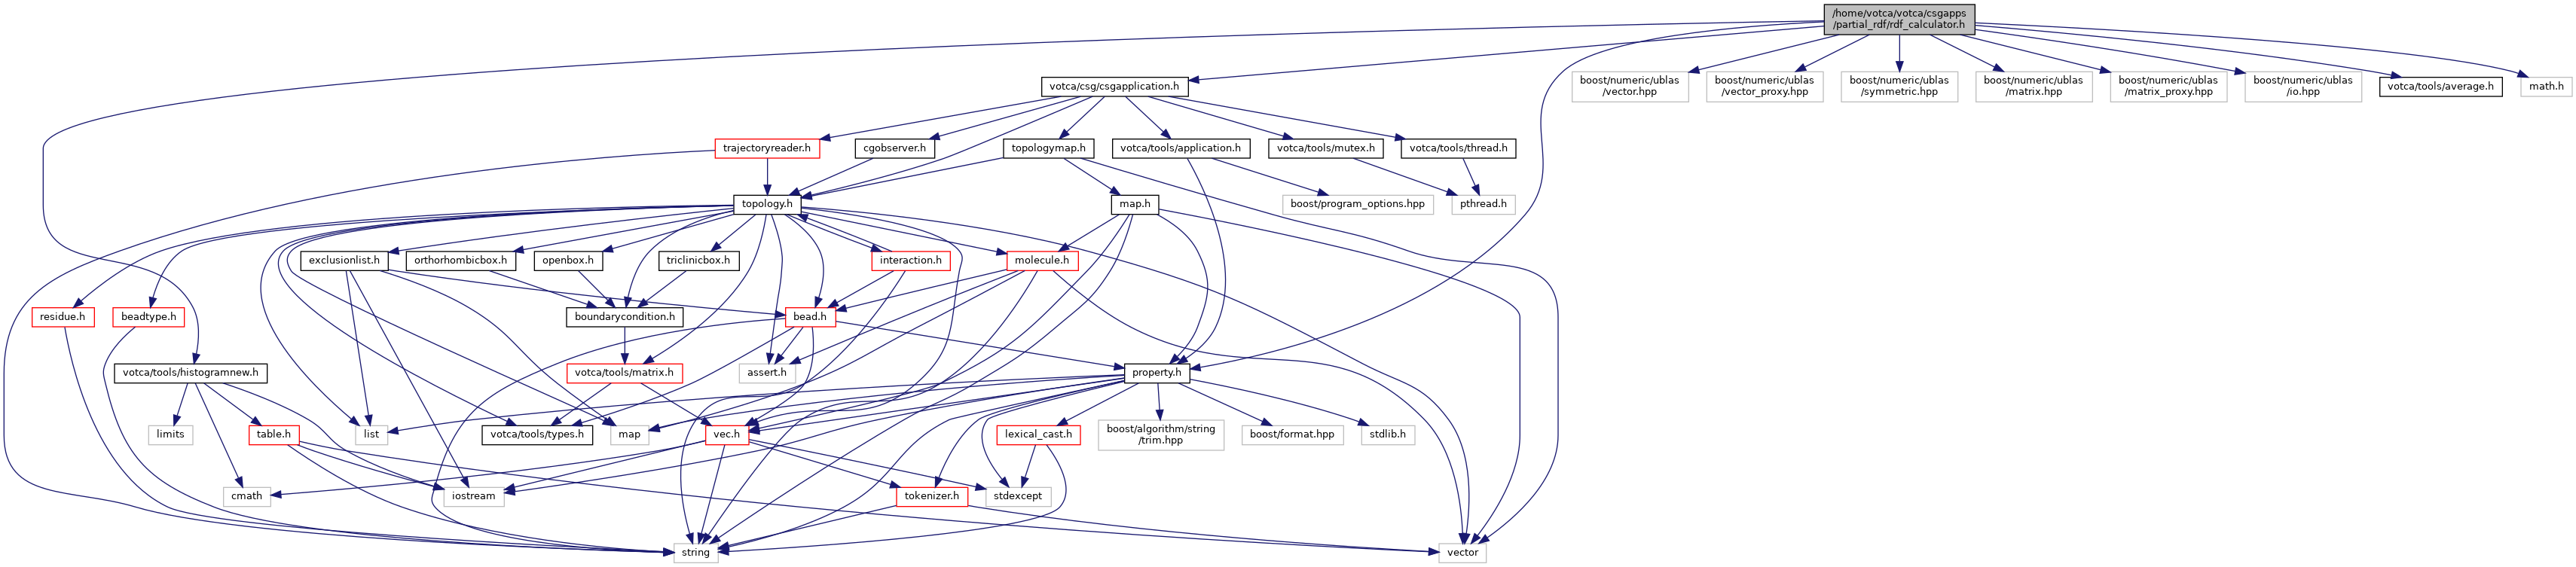 /home/votca/votca/csgapps
/partial_rdf/rdf_calculator.h
votca/csg/csgapplication.h
boost/numeric/ublas
/vector.hpp
boost/numeric/ublas
/vector_proxy.hpp
boost/numeric/ublas
/symmetric.hpp
boost/numeric/ublas
/matrix.hpp
boost/numeric/ublas
/matrix_proxy.hpp
boost/numeric/ublas
/io.hpp
votca/tools/average.h
math.h
trajectoryreader.h
cgobserver.h
topologymap.h
votca/tools/application.h
votca/tools/mutex.h
votca/tools/thread.h
topology.h
map.h
boost/program_options.hpp
pthread.h
exclusionlist.h
orthorhombicbox.h
openbox.h
triclinicbox.h
interaction.h
molecule.h
residue.h
beadtype.h
boundarycondition.h
bead.h
votca/tools/histogramnew.h
votca/tools/matrix.h
assert.h
property.h
limits
table.h
list
votca/tools/types.h
map
vec.h
lexical_cast.h
boost/algorithm/string
/trim.hpp
boost/format.hpp
stdlib.h
cmath
iostream
tokenizer.h
stdexcept
string
vector